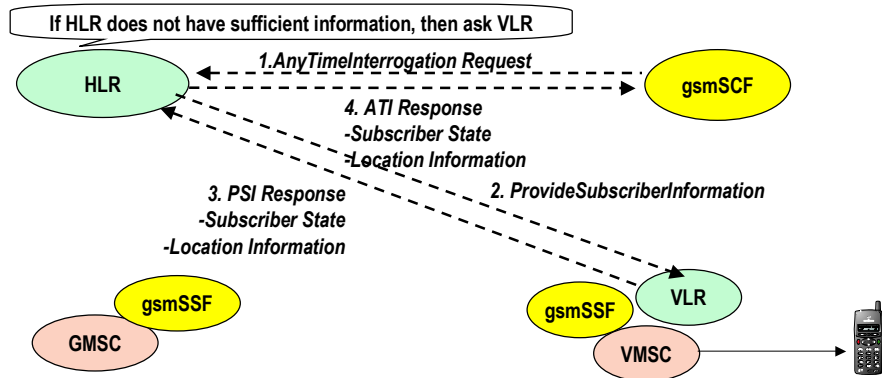 If HLR does not have sufficient information, then ask VLR
1.AnyTimeInterrogation Request
HLR
gsmSCF
4. ATI Response
-Subscriber State
-Location Information
3. PSI Response
-Subscriber State
-Location Information
2. ProvideSubscriberInformation
gsmSSF
GMSC
gsmSSF
VLR
VMSC